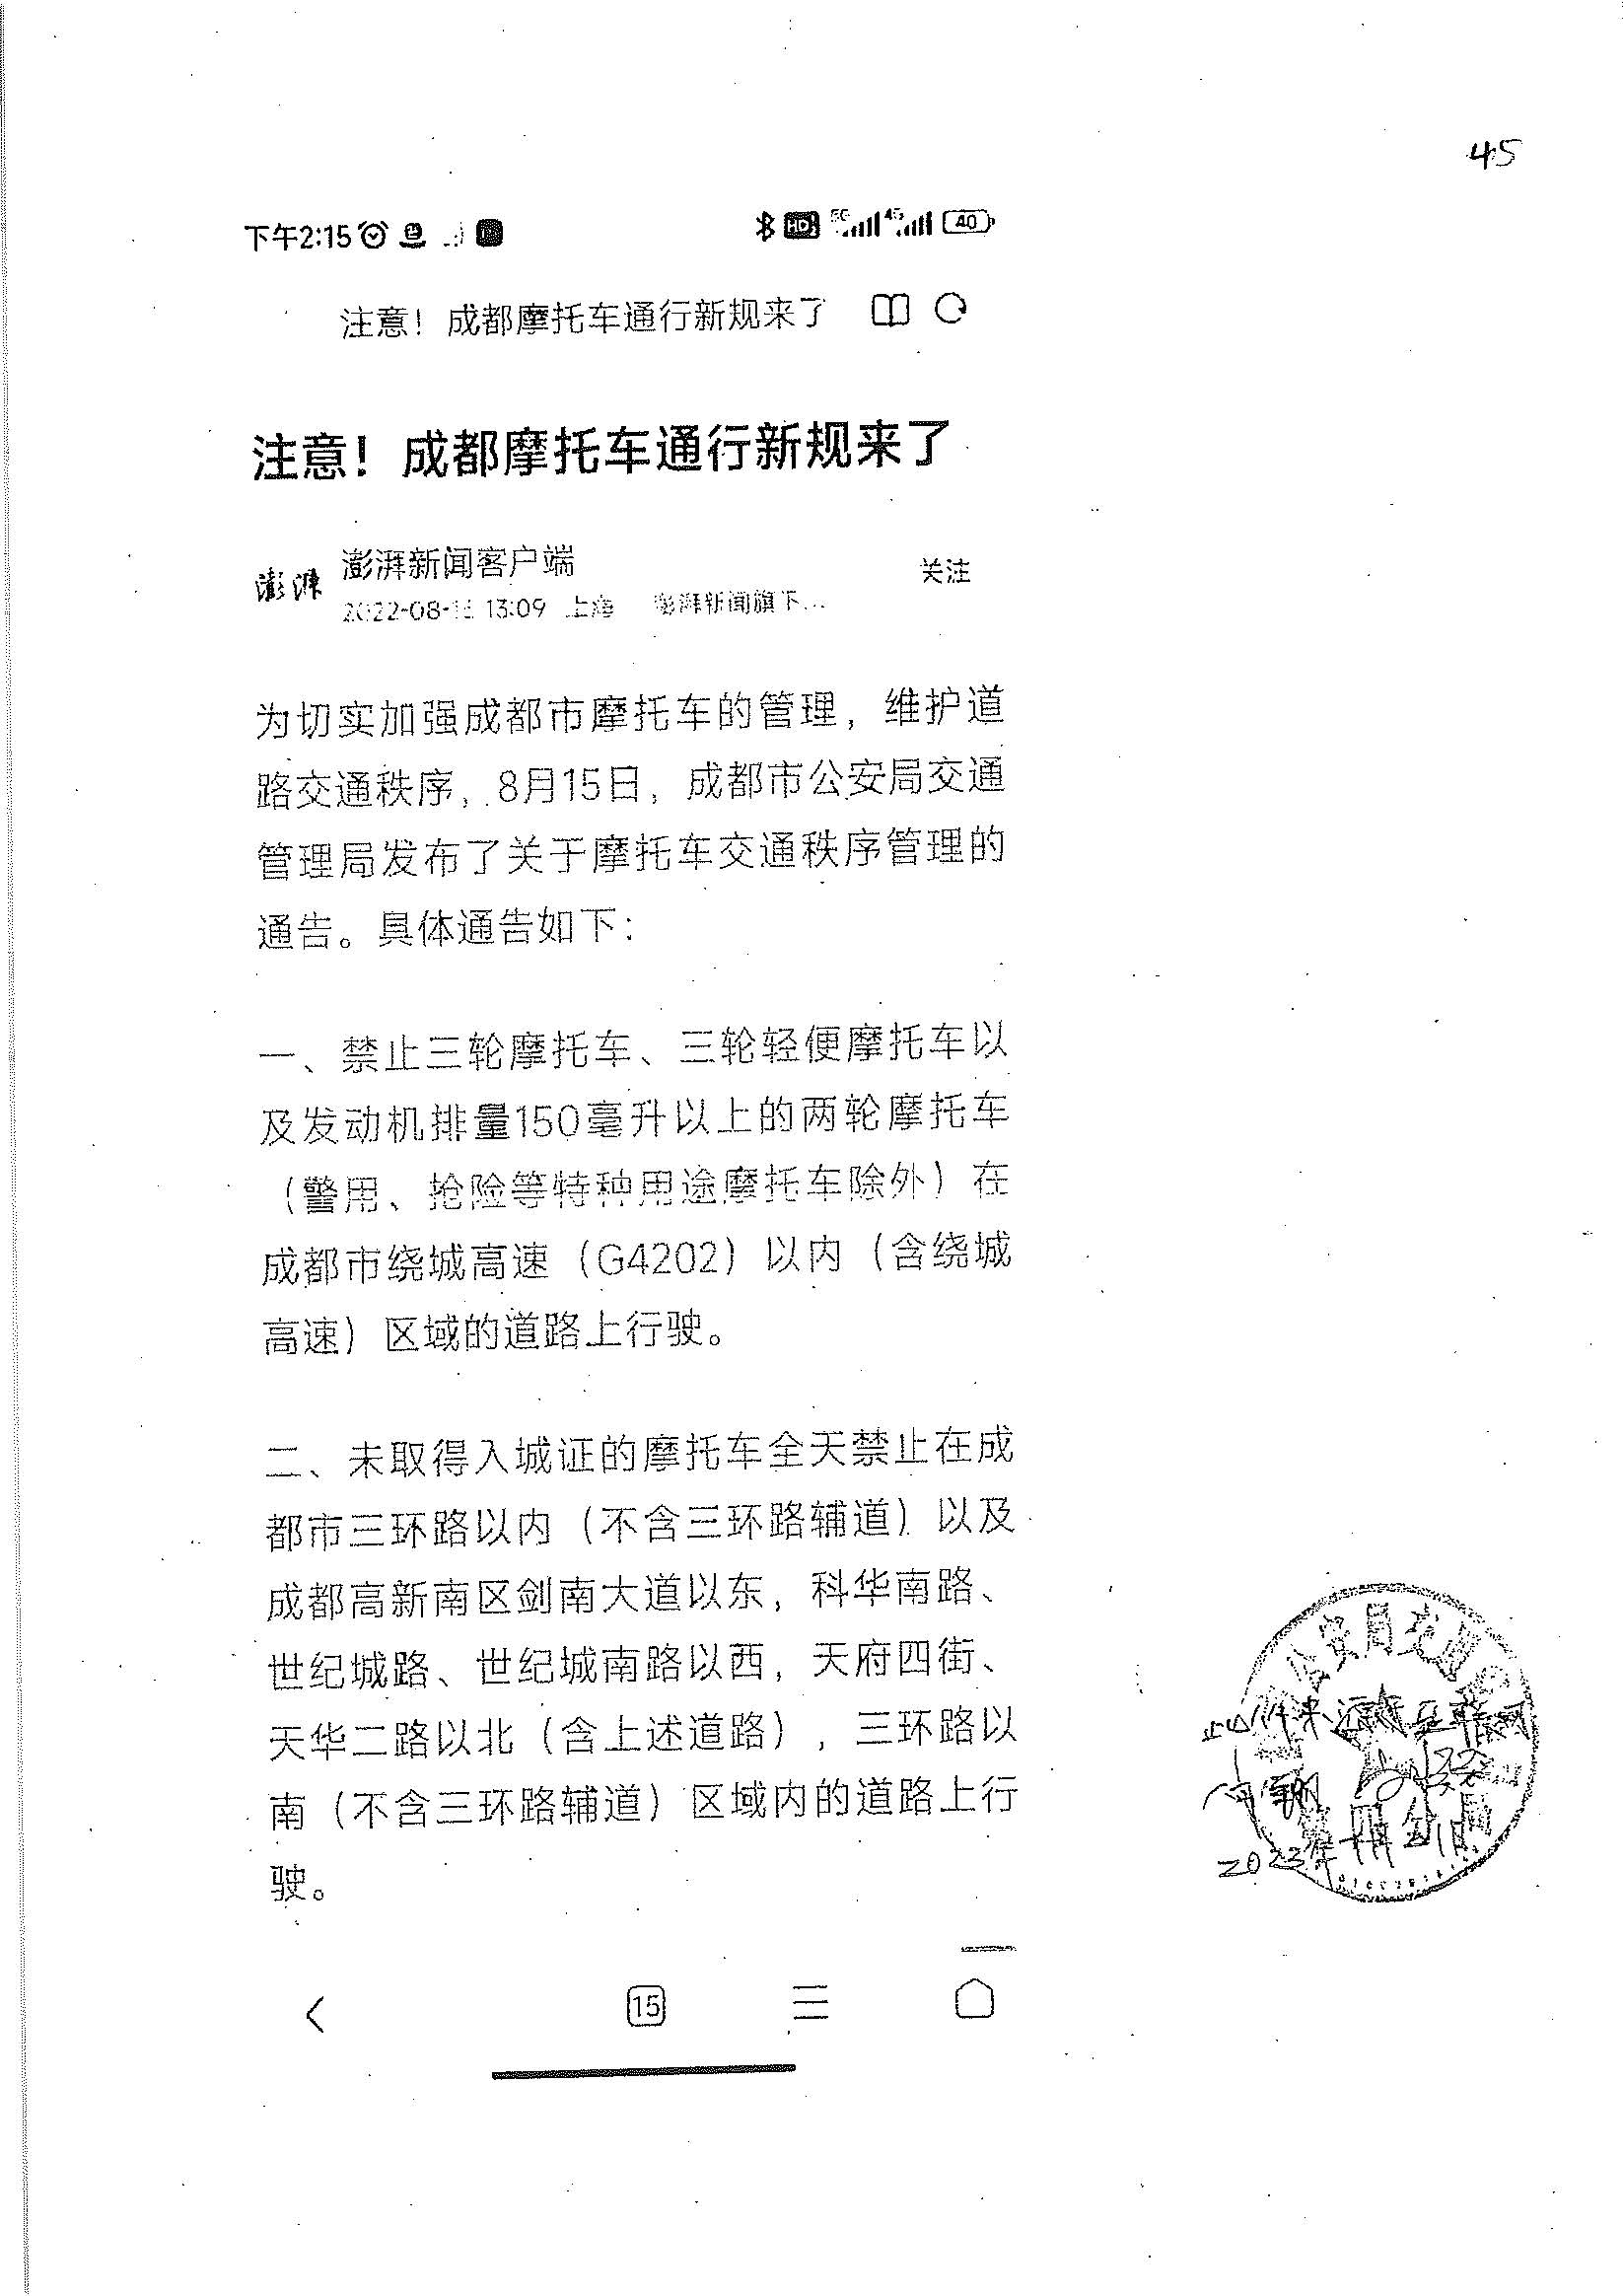 45
下午2:15
HD 5G 4G 40
注意！成都摩托车通行新规来了
注意！成都摩托车通行新规来了
澎湃
澎湃新闻客户端
关注
2022-08-1 13:09 上海 澎湃新闻旗下...
为切实加强成都市摩托车的管理，维护道
路交通秩序，8月15日，成都市公安局交通
管理局发布了关于摩托车交通秩序管理的
通告。具体通告如下：
一、禁止三轮摩托车、三轮轻便摩托车以
及发动机排量150毫升以上的两轮摩托车
（警用、抢险等特种用途摩托车除外）在
成都市绕城高速（G4202）以内（含绕城
高速）区域的道路上行驶。
二、未取得入城证的摩托车全天禁止在成
都市三环路以内（不含三环路辅道）以及
成都高新南区剑南大道以东，科华南路、
世纪城路、世纪城南路以西，天府四街、
天华二路以北（含上述道路），三环路以
南（不含三环路辅道）区域内的道路上行
驶。
公安局交
分局
2023年
15